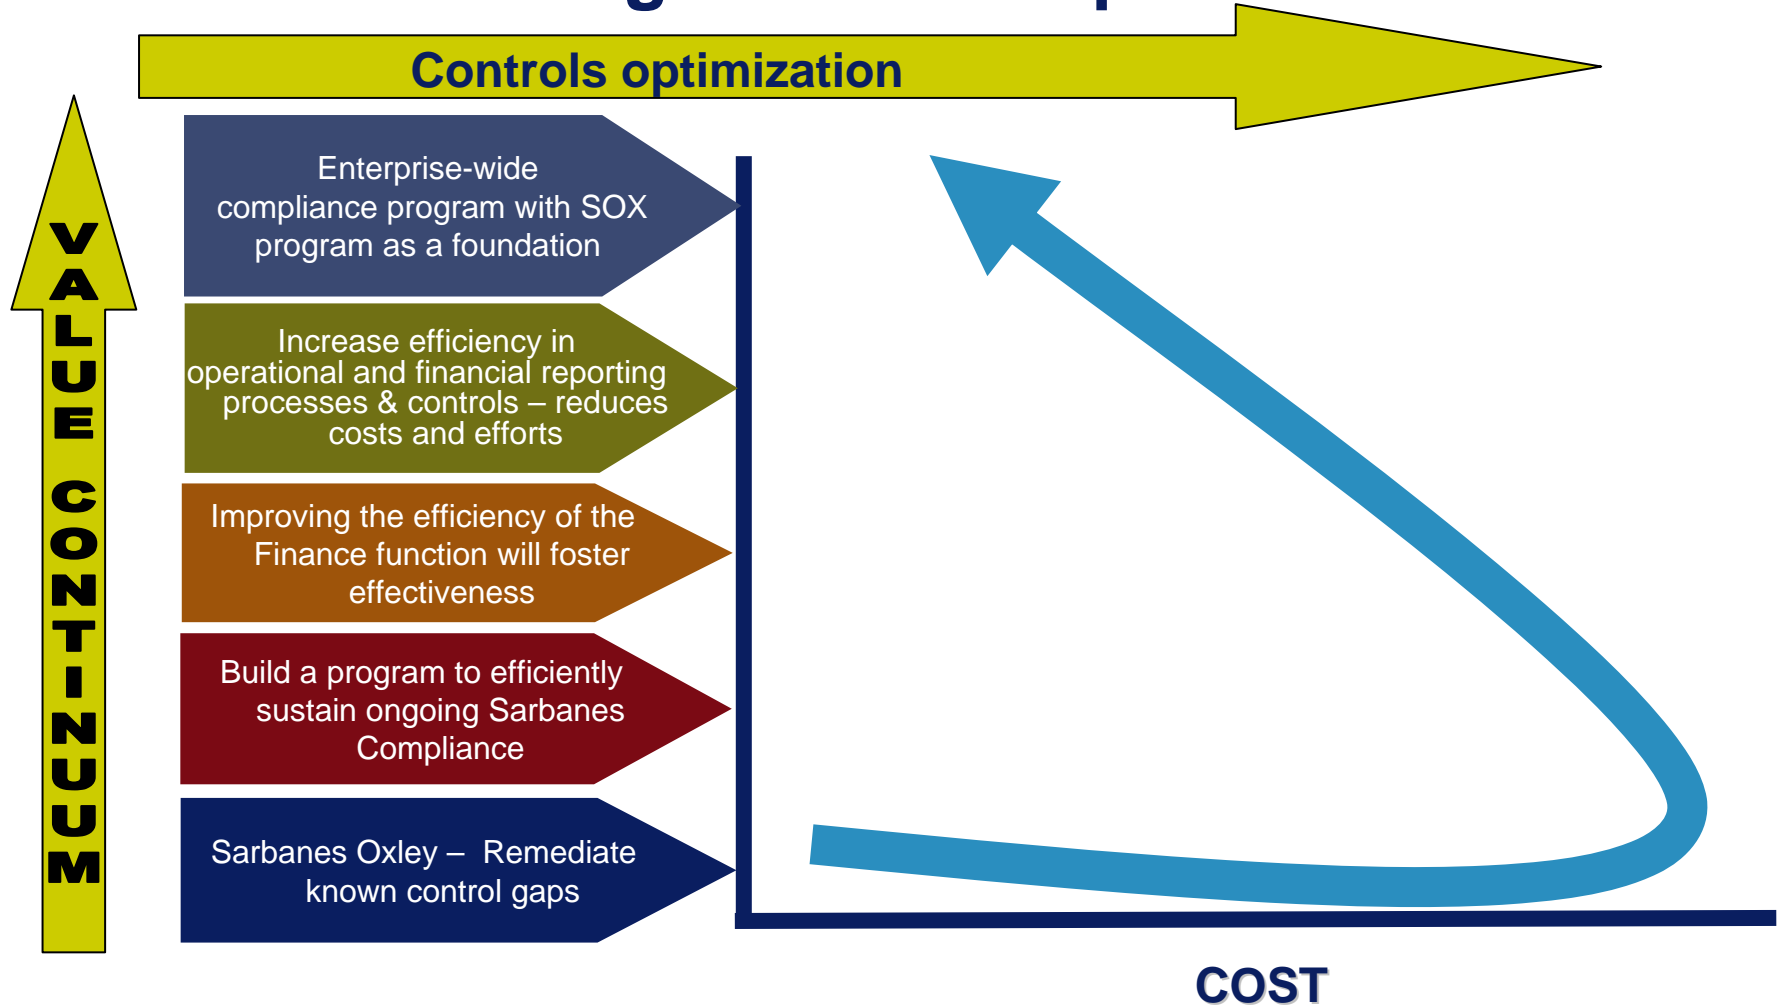 Controls optimization
VALUE CONTINUUM
Enterprise-wide
compliance program with SOX
program as a foundation
Increase efficiency in
operational and financial reporting
processes & controls – reduces
costs and efforts
Improving the efficiency of the
Finance function will foster
effectiveness
Build a program to efficiently
sustain ongoing Sarbanes
Compliance
Sarbanes Oxley –  Remediate
known control gaps
COST